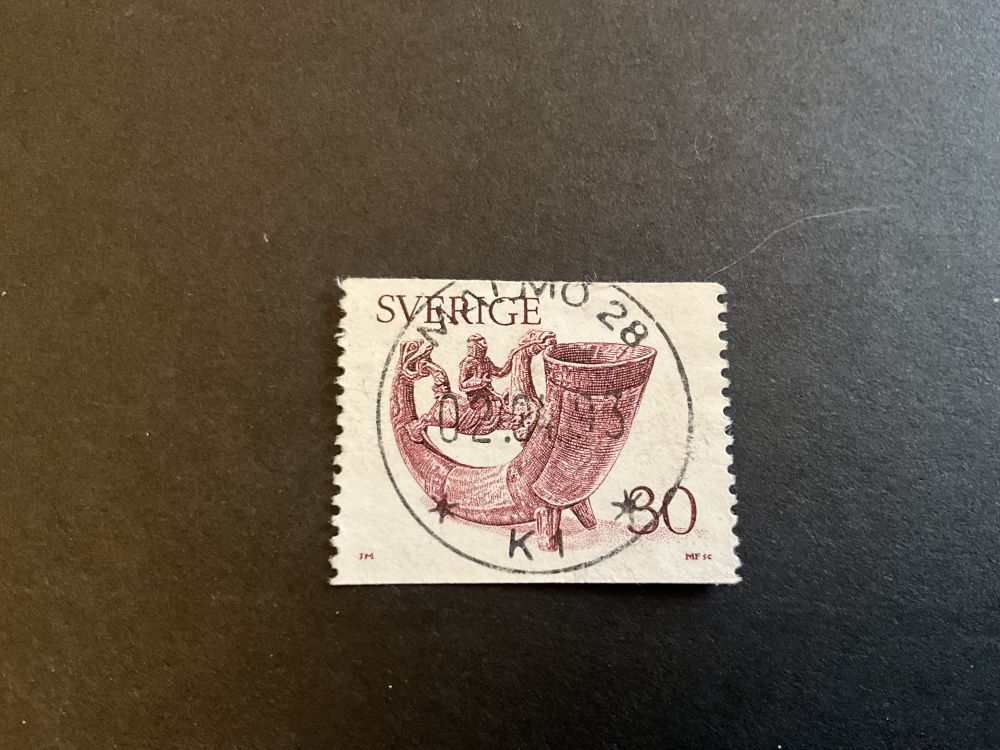 SVERIGE
MALMÖ 28
K1
30
JM
MF SC